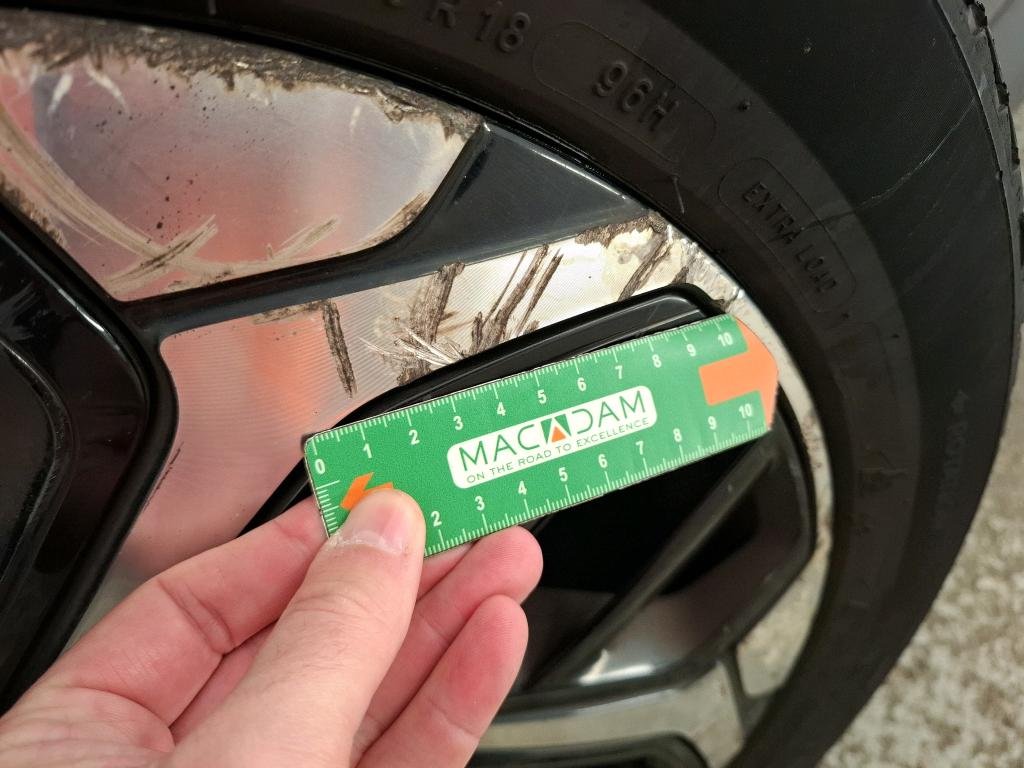 R 18
96H
EXTRA LOAD
0 1 2 3 4 5 6 7 8 9 10
MACADAM
ON THE ROAD TO EXCELLENCE
2 3 4 5 6 7 8 9 10